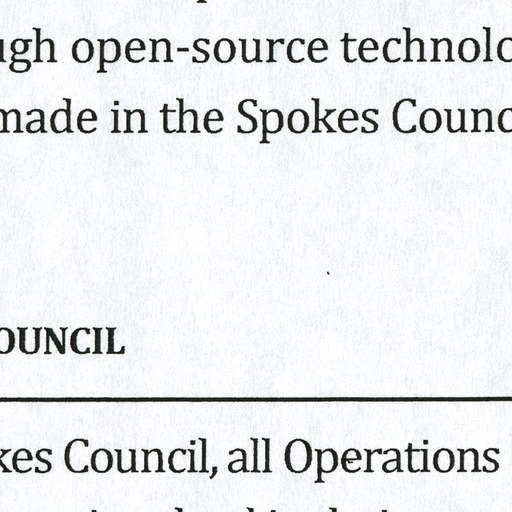 ugh open-source technolo
made in the Spokes Counc
OUNCIL
kes Council, all Operations